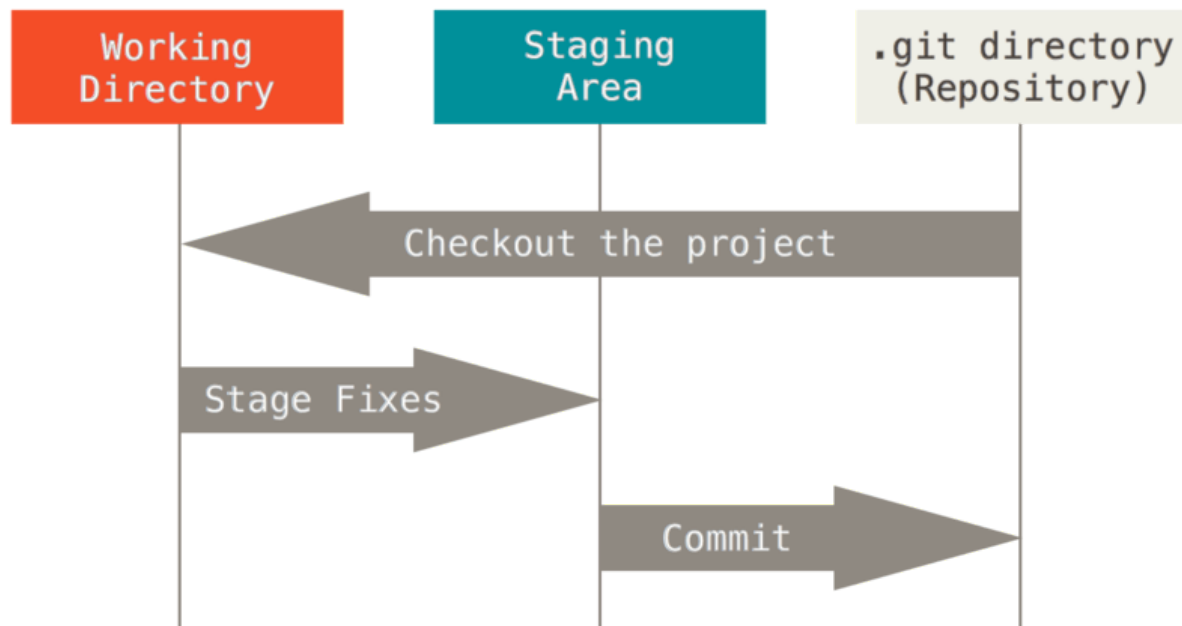 Working
Directory
Staging
Area
.git directory
(Repository)
Checkout the project
Stage Fixes
Commit